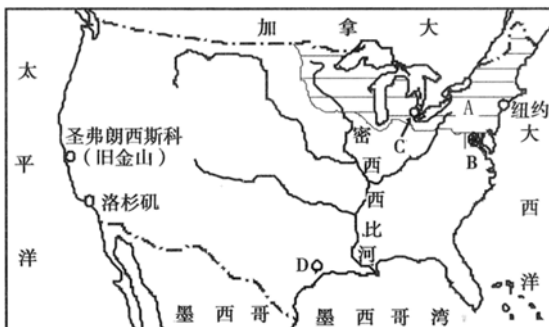 加拿大
太平洋
A
纽约
大西洋
圣弗朗西斯科
（旧金山）
密西西比河
C
B
洛杉矶
D
墨西哥
墨西哥湾